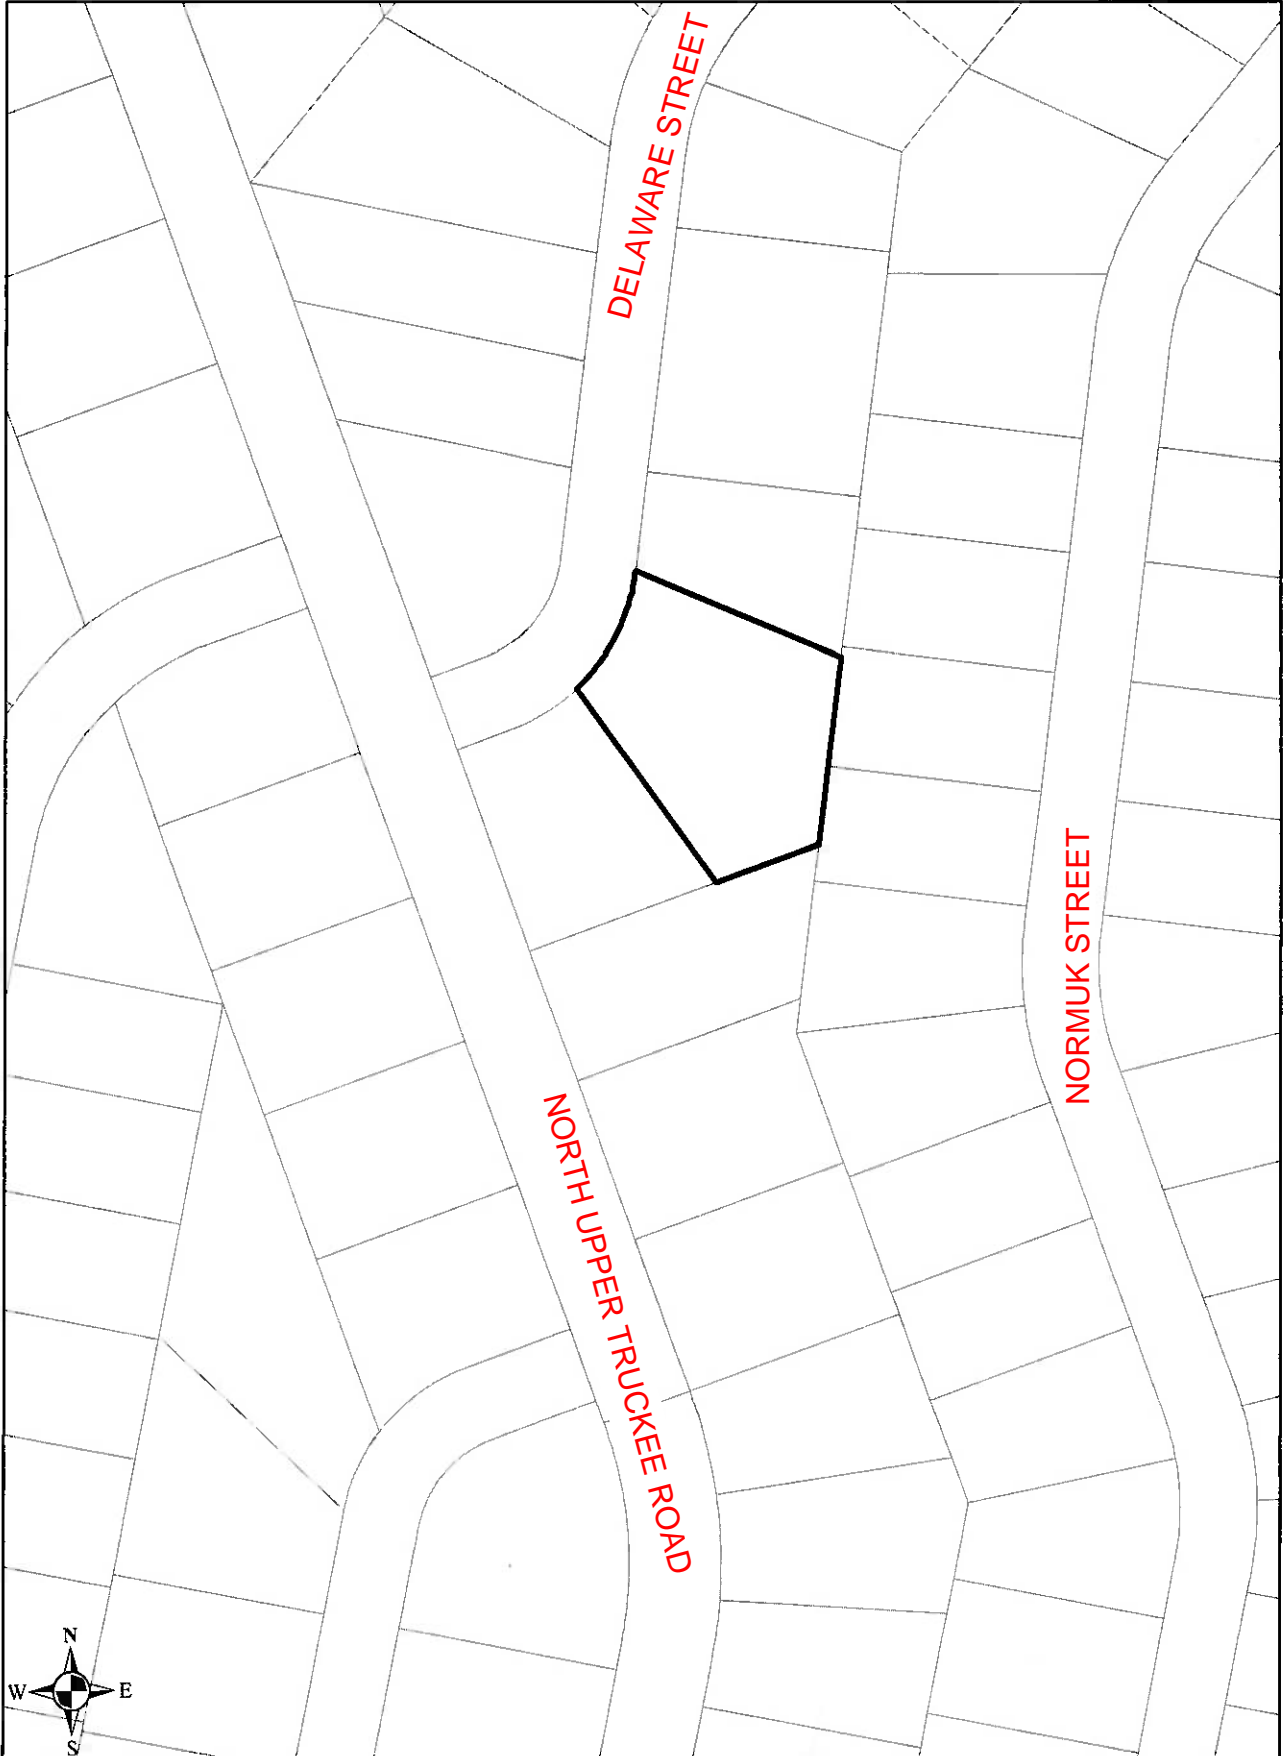 DELAWARE STREET
NORMUK STREET
NORTH UPPER TRUCKEE ROAD
N
W E
S